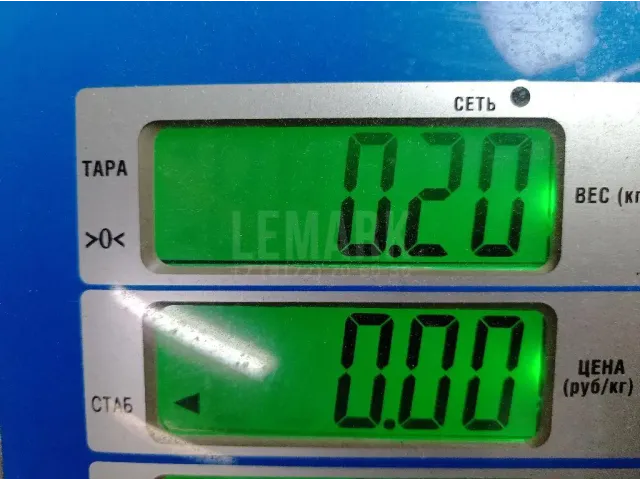 СЕТЬ
ТАРА
0.20
ВЕС (кг
>0<
LEMARK
0.00
ЦЕНА
(руб/кг)
СТАБ